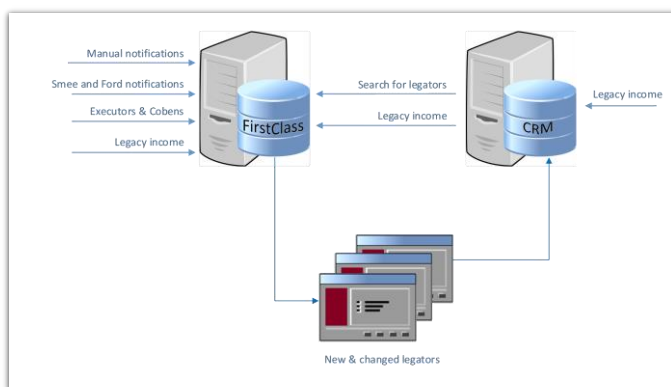 Manual notifications
Smee and Ford notifications
Executors & Cobens
Legacy income
FirstClass
Search for legators
Legacy income
CRM
Legacy income
New & changed legators